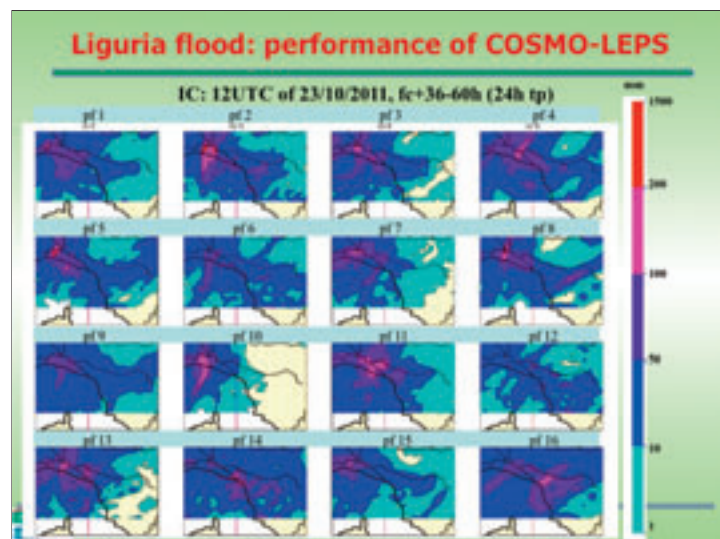 Liguria flood: performance of COSMO-LEPS
IC: 12UTC of 23/10/2011, fc+36-60h (24h tp)
mm
pf 1 pf 2 pf 3 pf 4
pf 5 pf 6 pf 7 pf 8
pf 9 pf 10 pf 11 pf 12
pf 13 pf 14 pf 15 pf 16
1500
200
100
50
10
1